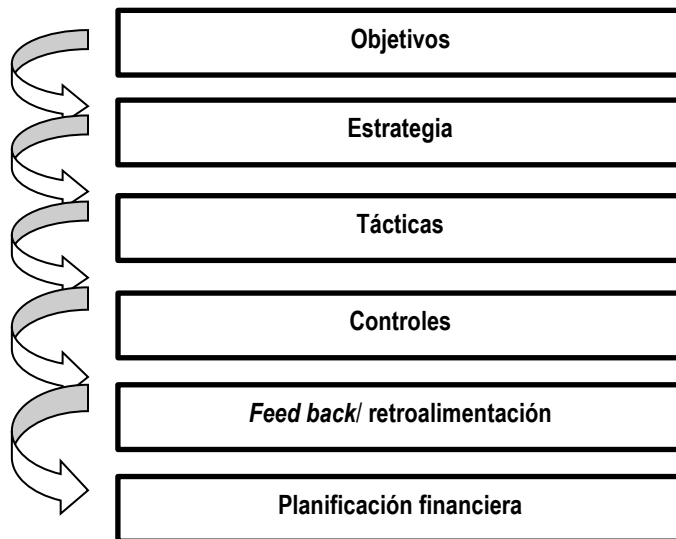 Objetivos
Estrategia
Tácticas
Controles
Feed back/ retroalimentación
Planificación financiera